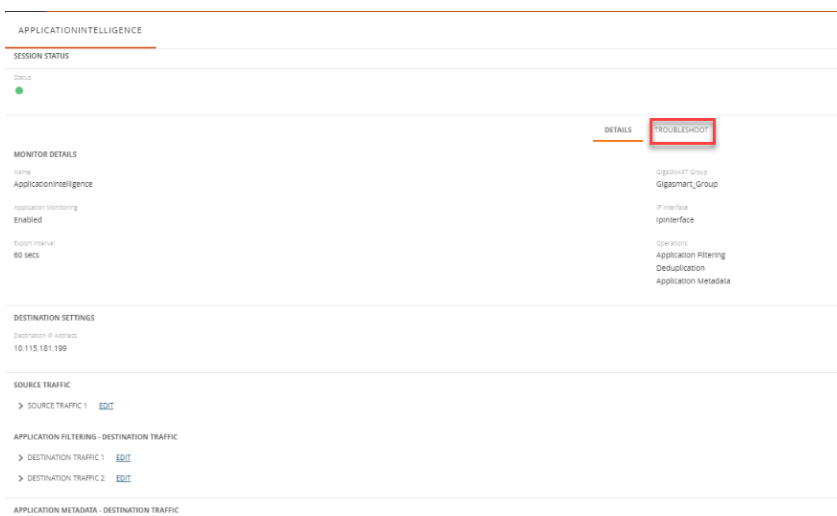 APPLICATIONINTELLIGENCE
SESSION STATUS
Status
DETAILS TROUBLESHOOT
MONITOR DETAILS
Name
Applicationintelligence
GigaSMART Group
Gigasmart_Group
Application Monitoring
Enabled
IP Interface
Ipinterface
Export Interval
60 secs
Operations
Application Filtering
Deduplication
Application Metadata
DESTINATION SETTINGS
Destination IP Address
10.115.181.199
SOURCE TRAFFIC
SOURCE TRAFFIC 1 EDIT
APPLICATION FILTERING - DESTINATION TRAFFIC
DESTINATION TRAFFIC 1 EDIT
DESTINATION TRAFFIC 2 EDIT
APPLICATION METADATA - DESTINATION TRAFFIC